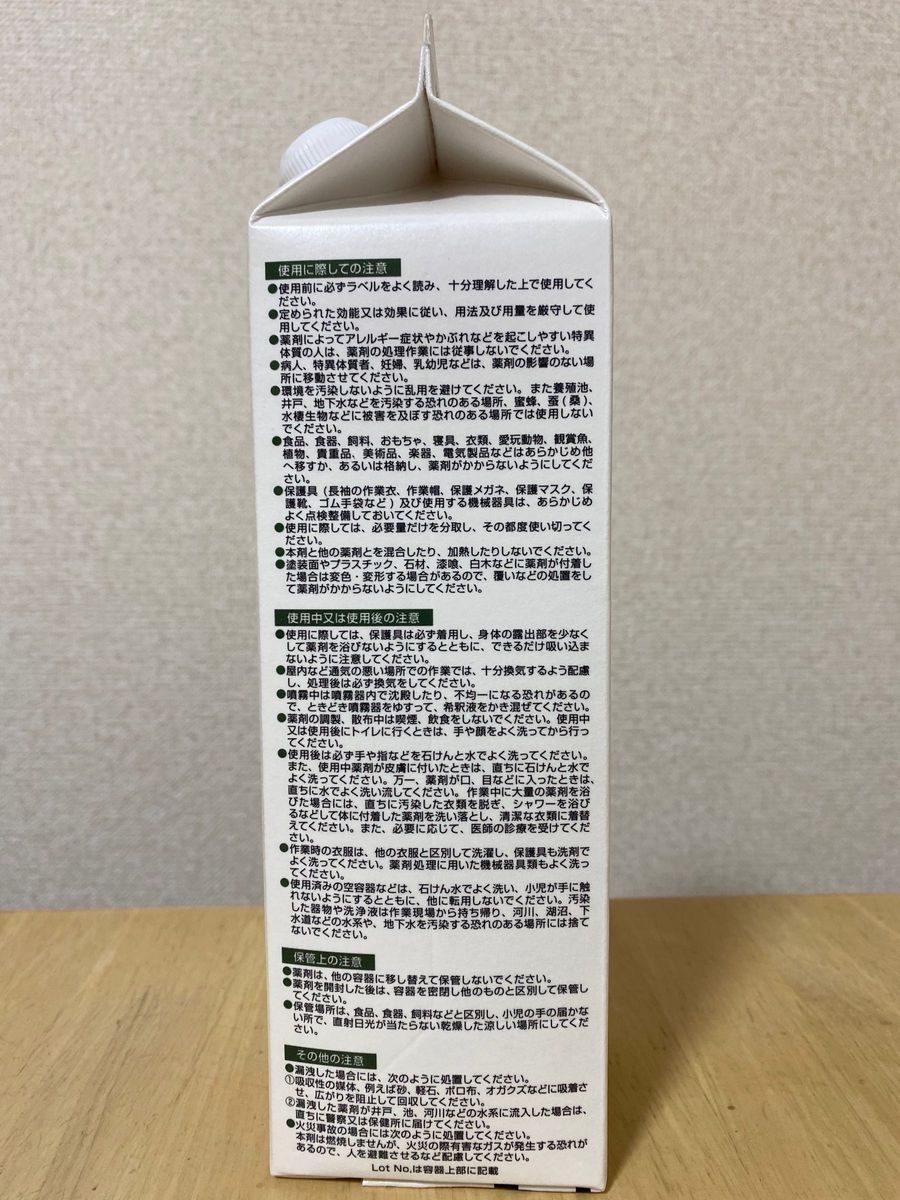 使用に際しての注意
●使用前に必ずラベルをよく読み、十分理解した上で使用してく
ださい。
●定められた効能又は効果に従い、用法及び用量を厳守して使
用してください。
●薬剤によってアレルギー症状やかぶれなどを起こしやすい特異
体質の人は、薬剤の処理作業には従事しないでください。
●病人、特異体質者、妊婦、乳幼児などは、薬剤の影響のない場
所に移動させてください。
●環境を汚染しないように乱用を避けてください。また養殖池、
井戸、地下水などを汚染する恐れのある場所、蜜蜂、蚕(桑)、
水棲生物などに被害を及ぼす恐れのある場所では使用しない
でください。
●食品、食器、飼料、おもちゃ、寝具、衣類、愛玩動物、観賞魚、
植物、貴重品、美術品、楽器、電気製品などはあらかじめ他
へ移すか、あるいは格納し、薬剤がかからないようにしてくだ
さい。
●保護具(長袖の作業衣、作業帽、保護メガネ、保護マスク、保
護靴、ゴム手袋など)及び使用する機械器具は、あらかじめ
よく点検整備しておいてください。
●使用に際しては、必要量だけを分取し、その都度使い切ってく
ださい。
●本剤と他の薬剤とを混合したり、加熱したりしないでください。
●塗装面やプラスチック、石材、漆喰、白木などに薬剤が付着し
た場合は変色・変形する場合があるので、覆いなどの処置をし
て薬剤がかからないようにしてください。
使用中又は使用後の注意
●使用に際しては、保護具は必ず着用し、身体の露出部を少なく
して薬剤を浴びないようにするとともに、できるだけ吸い込ま
ないように注意してください。
●屋内など通気の悪い場所での作業では、十分換気するよう配慮
し、処理後は必ず換気をしてください。
●噴霧中は噴霧器内で沈殿したり、不均一になる恐れがあるの
で、ときどき噴霧器をゆすって、希釈液をかき混ぜてください。
●薬剤の調製、散布中は喫煙、飲食をしないでください。使用中
又は使用後にトイレに行くときは、手や顔をよく洗ってから行っ
てください。
●使用後は必ず手や指などを石けんと水でよく洗ってください。
また、使用中薬剤が皮膚に付いたときは、直ちに石けんと水で
よく洗ってください。万一、薬剤が口、目などに入ったときは、
直ちに水でよく洗い流してください。作業中に大量の薬剤を浴
びた場合には、直ちに汚染した衣類を脱ぎ、シャワーを浴び
るなどして体に付着した薬剤を洗い落とし、清潔な衣類に着替
えてください。また、必要に応じて、医師の診療を受けてくだ
さい。
●作業時の衣服は、他の衣服と区別して洗濯し、保護具も洗剤で
よく洗ってください。薬剤処理に用いた機械器具類もよく洗っ
てください。
●使用済みの空容器などは、石けん水でよく洗い、小児が手に触
れないようにするとともに、他に転用しないでください。汚染
した器物や洗浄液は作業現場から持ち帰り、河川、湖沼、下
水道などの水系や、地下水を汚染する恐れのある場所には捨て
ないでください。
保管上の注意
●薬剤は、他の容器に移し替えて保管しないでください。
●薬剤を開封した後は、容器を密閉し他のものと区別して保管し
てください。
●保管場所は、食品、食器、飼料などと区別し、小児の手の届かな
い所で、直射日光が当たらない乾燥した涼しい場所にしてくだ
さい。
その他の注意
●漏洩した場合には、次のように処置してください。
①吸収性の媒体、例えば砂、軽石、ボロ布、オガクズなどに吸着さ
せ、広がりを阻止して回収してください。
②漏洩した薬剤が井戸、池、河川などの水系に流入した場合は、
直ちに警察又は保健所に届けてください。
●火災事故の場合には次のように処置してください。
本剤は燃焼しませんが、火災の際有害なガスが発生する恐れが
あるので、人を避難させるなど配慮してください。
Lot No.は容器上部に記載